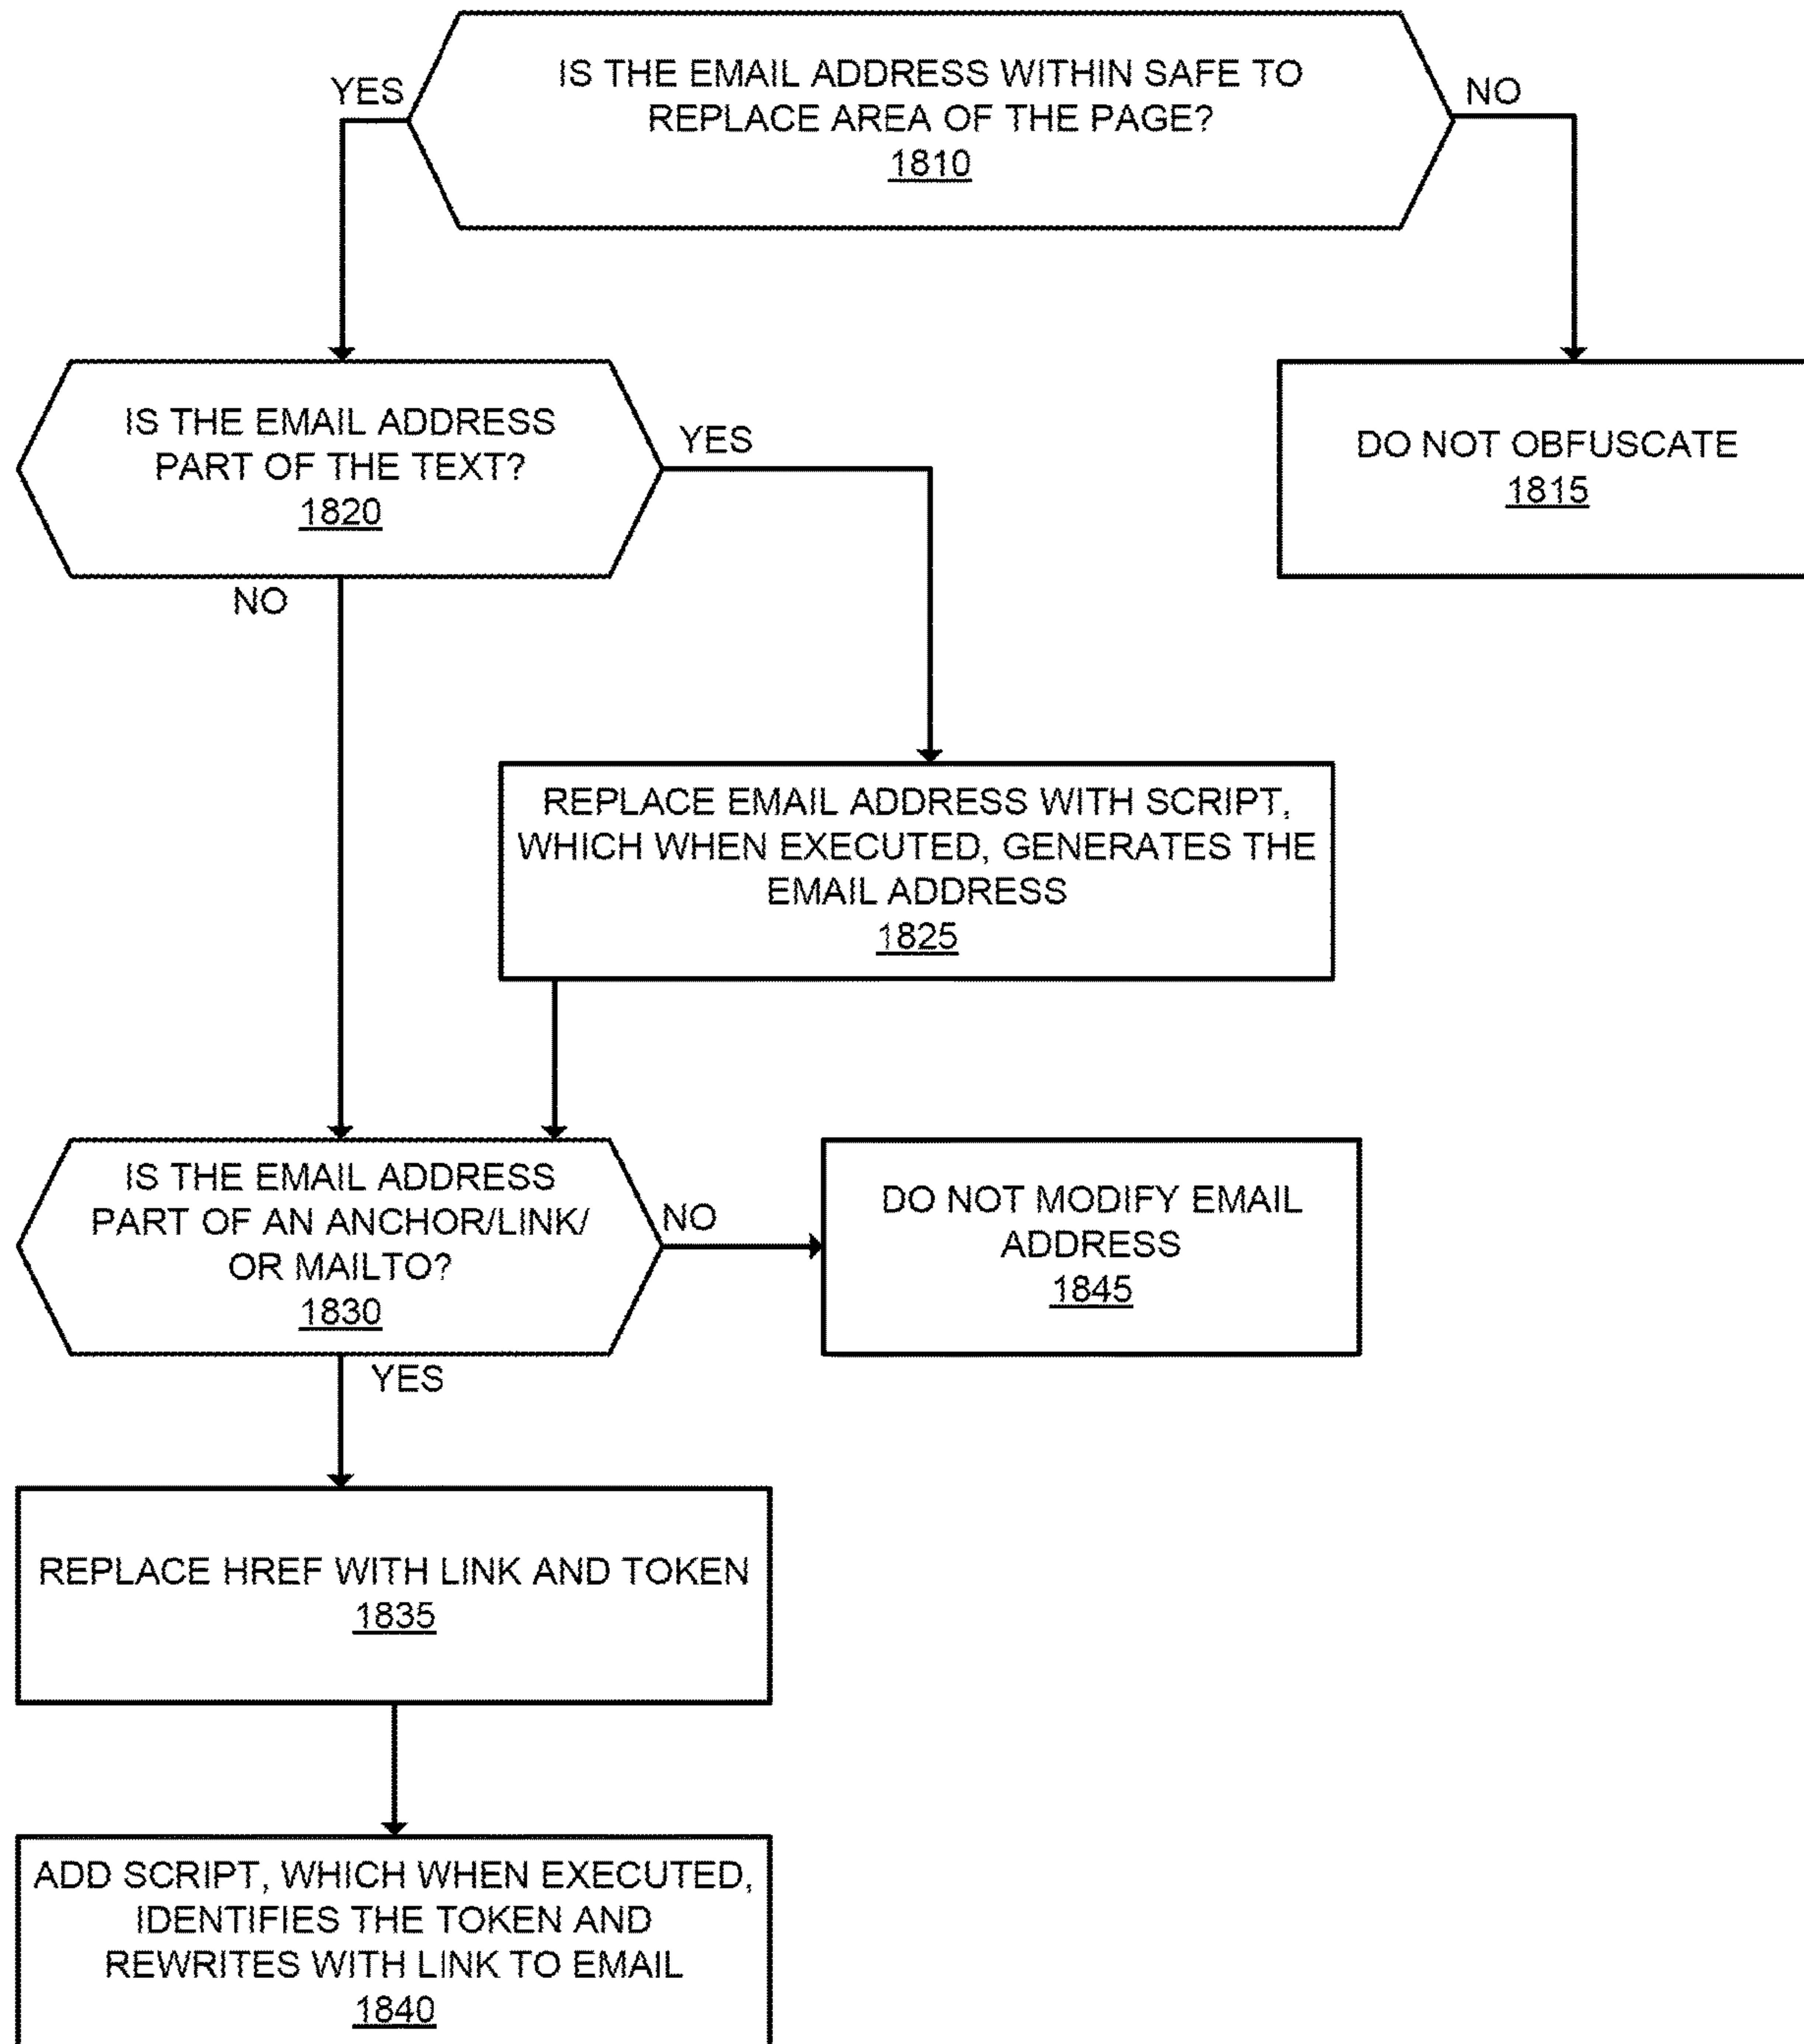 IS THE EMAIL ADDRESS WITHIN SAFE TO
REPLACE AREA OF THE PAGE?
1810
YES
NO
IS THE EMAIL ADDRESS
PART OF THE TEXT?
1820
YES
NO
DO NOT OBFUSCATE
1815
REPLACE EMAIL ADDRESS WITH SCRIPT,
WHICH WHEN EXECUTED, GENERATES THE
EMAIL ADDRESS
1825
IS THE EMAIL ADDRESS
PART OF AN ANCHOR/LINK/
OR MAILTO?
1830
NO
YES
DO NOT MODIFY EMAIL
ADDRESS
1845
REPLACE HREF WITH LINK AND TOKEN
1835
ADD SCRIPT, WHICH WHEN EXECUTED,
IDENTIFIES THE TOKEN AND
REWRITES WITH LINK TO EMAIL
1840